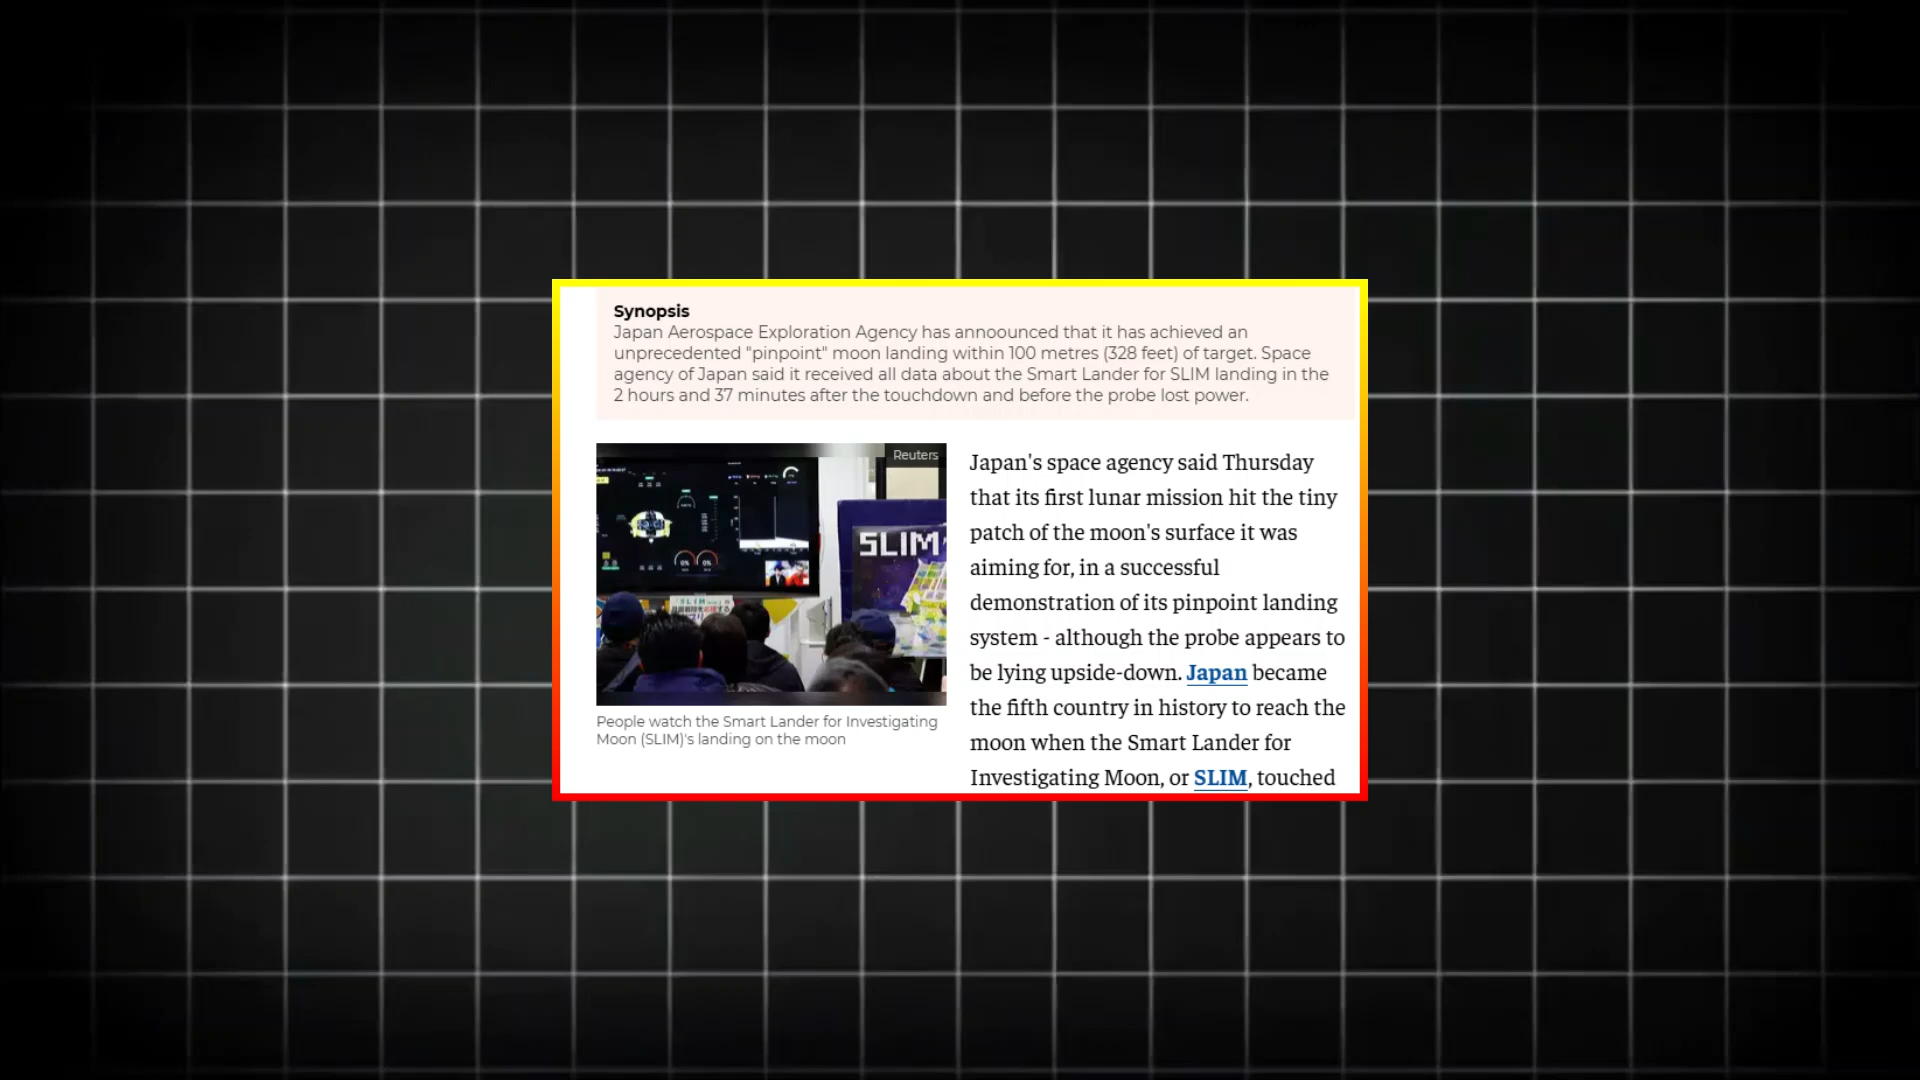 Synopsis
Japan Aerospace Exploration Agency has annoounced that it has achieved an
unprecedented "pinpoint" moon landing within 100 metres (328 feet) of target. Space
agency of Japan said it received all data about the Smart Lander for SLIM landing in the
2 hours and 37 minutes after the touchdown and before the probe lost power.
Reuters
SLIM
0%
0%
People watch the Smart Lander for Investigating
Moon (SLIM)'s landing on the moon
Japan's space agency said Thursday
that its first lunar mission hit the tiny
patch of the moon's surface it was
aiming for, in a successful
demonstration of its pinpoint landing
system - although the probe appears to
be lying upside-down. Japan became
the fifth country in history to reach the
moon when the Smart Lander for
Investigating Moon, or SLIM, touched